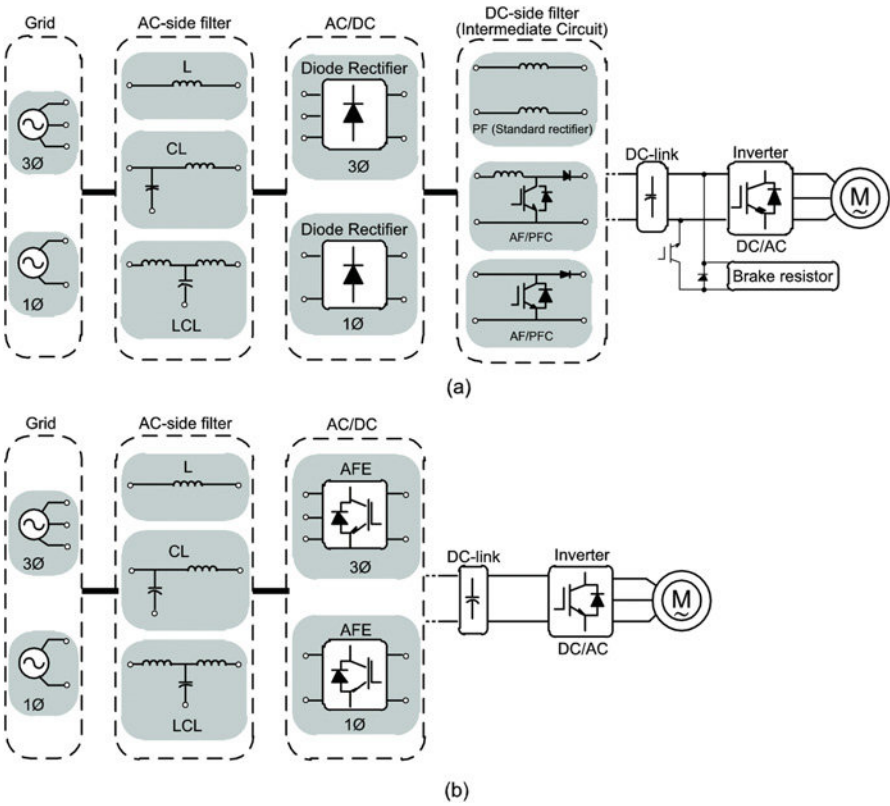 Grid
AC-side filter
AC/DC
DC-side filter
(Intermediate Circuit)
3Ø
1Ø
L
CL
LCL
Diode Rectifier
3Ø
Diode Rectifier
1Ø
PF (Standard rectifier)
AF/PFC
AF/PFC
DC-link
Inverter
DC/AC
M
~
Brake resistor
(a)
Grid
AC-side filter
AC/DC
3Ø
1Ø
L
CL
LCL
AFE
3Ø
AFE
1Ø
DC-link
Inverter
DC/AC
M
~
(b)